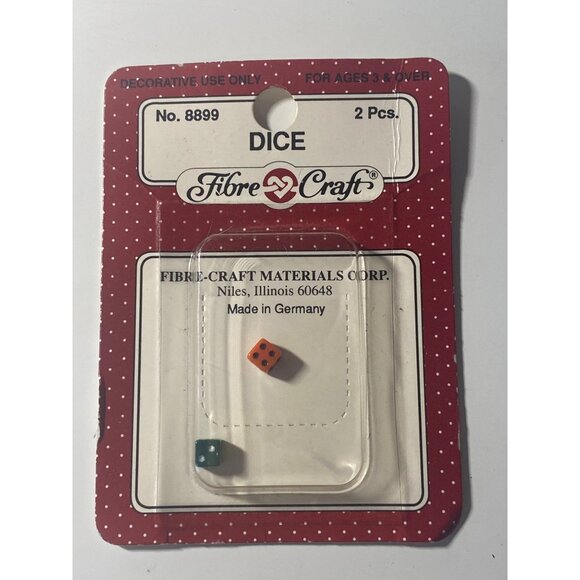 DECORATIVE USE ONLY FOR AGES 3 & OVER
No. 8899 2 Pcs.
DICE
Fibre Craft®
FIBRE-CRAFT MATERIALS CORP.
Niles, Illinois 60648
Made in Germany